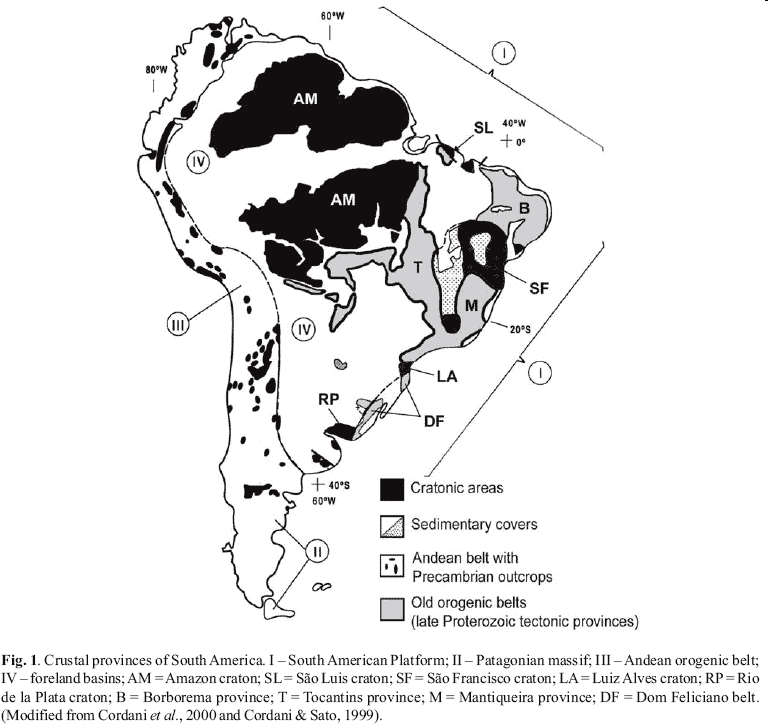 60°W
I
80°W
AM
SL
40°W
0°
IV
AM
B
T
SF
M
III
IV
20°S
I
LA
RP
DF
40°S
60°W
Cratonic areas
Sedimentary covers
II
Andean belt with
Precambrian outcrops
Old orogenic belts
(late Proterozoic tectonic provinces)
Fig. 1. Crustal provinces of South America. I – South American Platform; II – Patagonian massif; III – Andean orogenic belt;
IV – foreland basins; AM = Amazon craton; SL = São Luis craton; SF = São Francisco craton; LA = Luiz Alves craton; RP = Rio
de la Plata craton; B = Borborema province; T = Tocantins province; M = Mantiqueira province; DF = Dom Feliciano belt.
(Modified from Cordani et al., 2000 and Cordani & Sato, 1999).